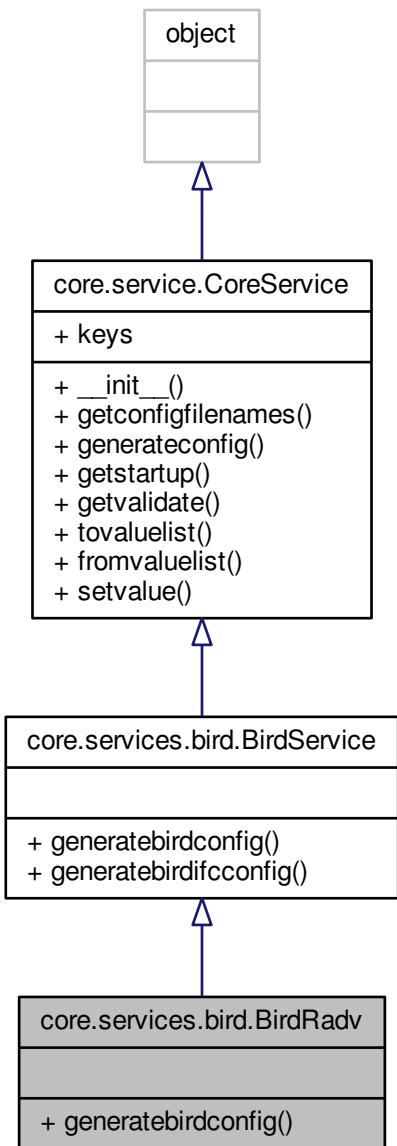 object
core.service.CoreService
+ keys
+ __init__()
+ getconfigfilenames()
+ generateconfig()
+ getstartup()
+ getvalidate()
+ tovaluelist()
+ fromvaluelist()
+ setvalue()
core.services.bird.BirdService
+ generatebirdconfig()
+ generatebirdifcconfig()
core.services.bird.BirdRadv
+ generatebirdconfig()